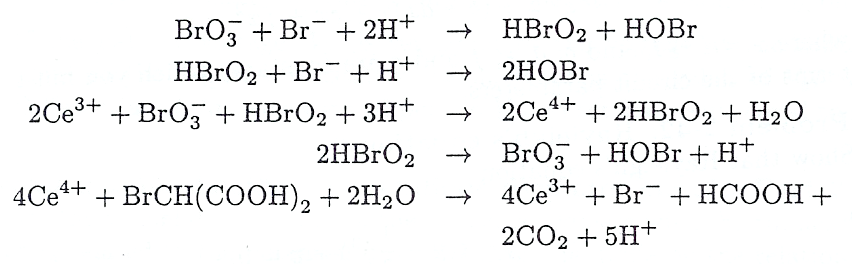 BrO₃⁻ + Br⁻ + 2H⁺ → HBrO₂ + HOBr
HBrO₂ + Br⁻ + H⁺ → 2HOBr
2Ce³⁺ + BrO₃⁻ + HBrO₂ + 3H⁺ → 2Ce⁴⁺ + 2HBrO₂ + H₂O
2HBrO₂ → BrO₃⁻ + HOBr + H⁺
4Ce⁴⁺ + BrCH(COOH)₂ + 2H₂O → 4Ce³⁺ + Br⁻ + HCOOH +
2CO₂ + 5H⁺